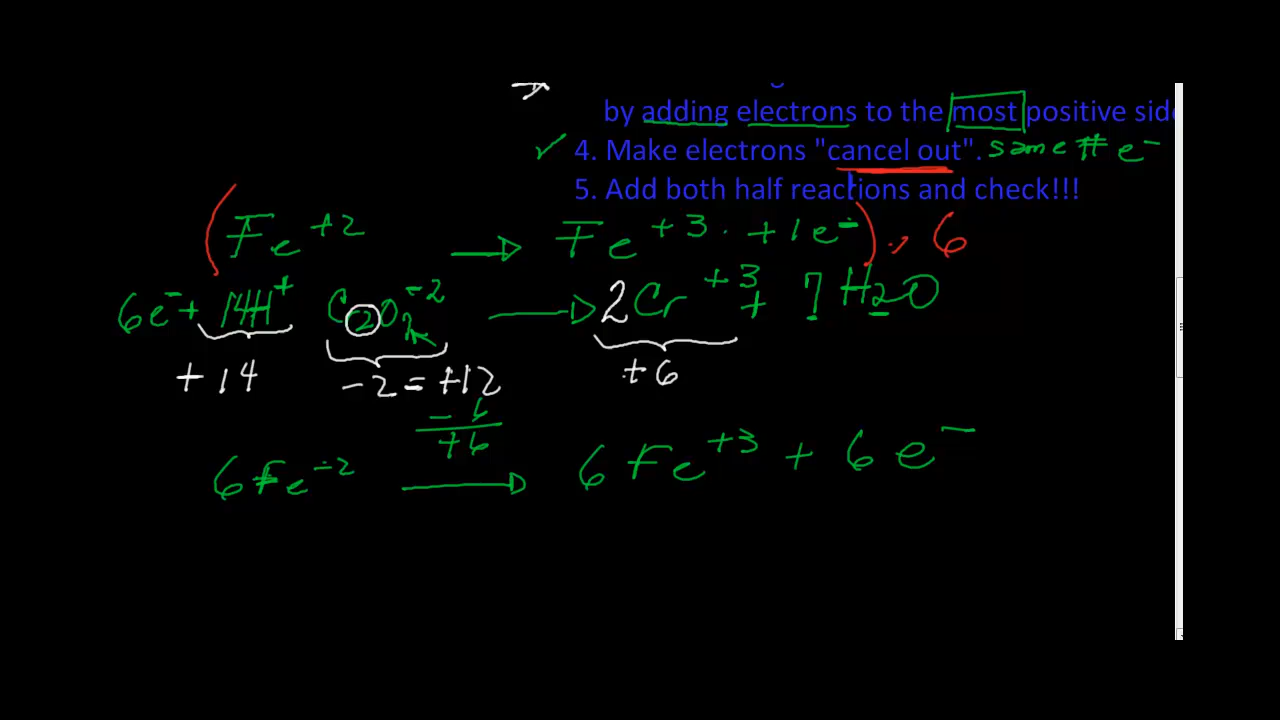 by adding electrons to the most positive
4. Make electrons "cancel out". same # e⁻
5. Add both half reactions and check!!!
(Fe⁺² → Fe⁺³ + 1e⁻) · 6
6e⁻ + 14H⁺ Cr₂O₇⁻² → 2Cr⁺³ + 7H₂O
+14 -2 = +12 +6
- 6
+6
6Fe⁻² → 6Fe⁺³ + 6e⁻